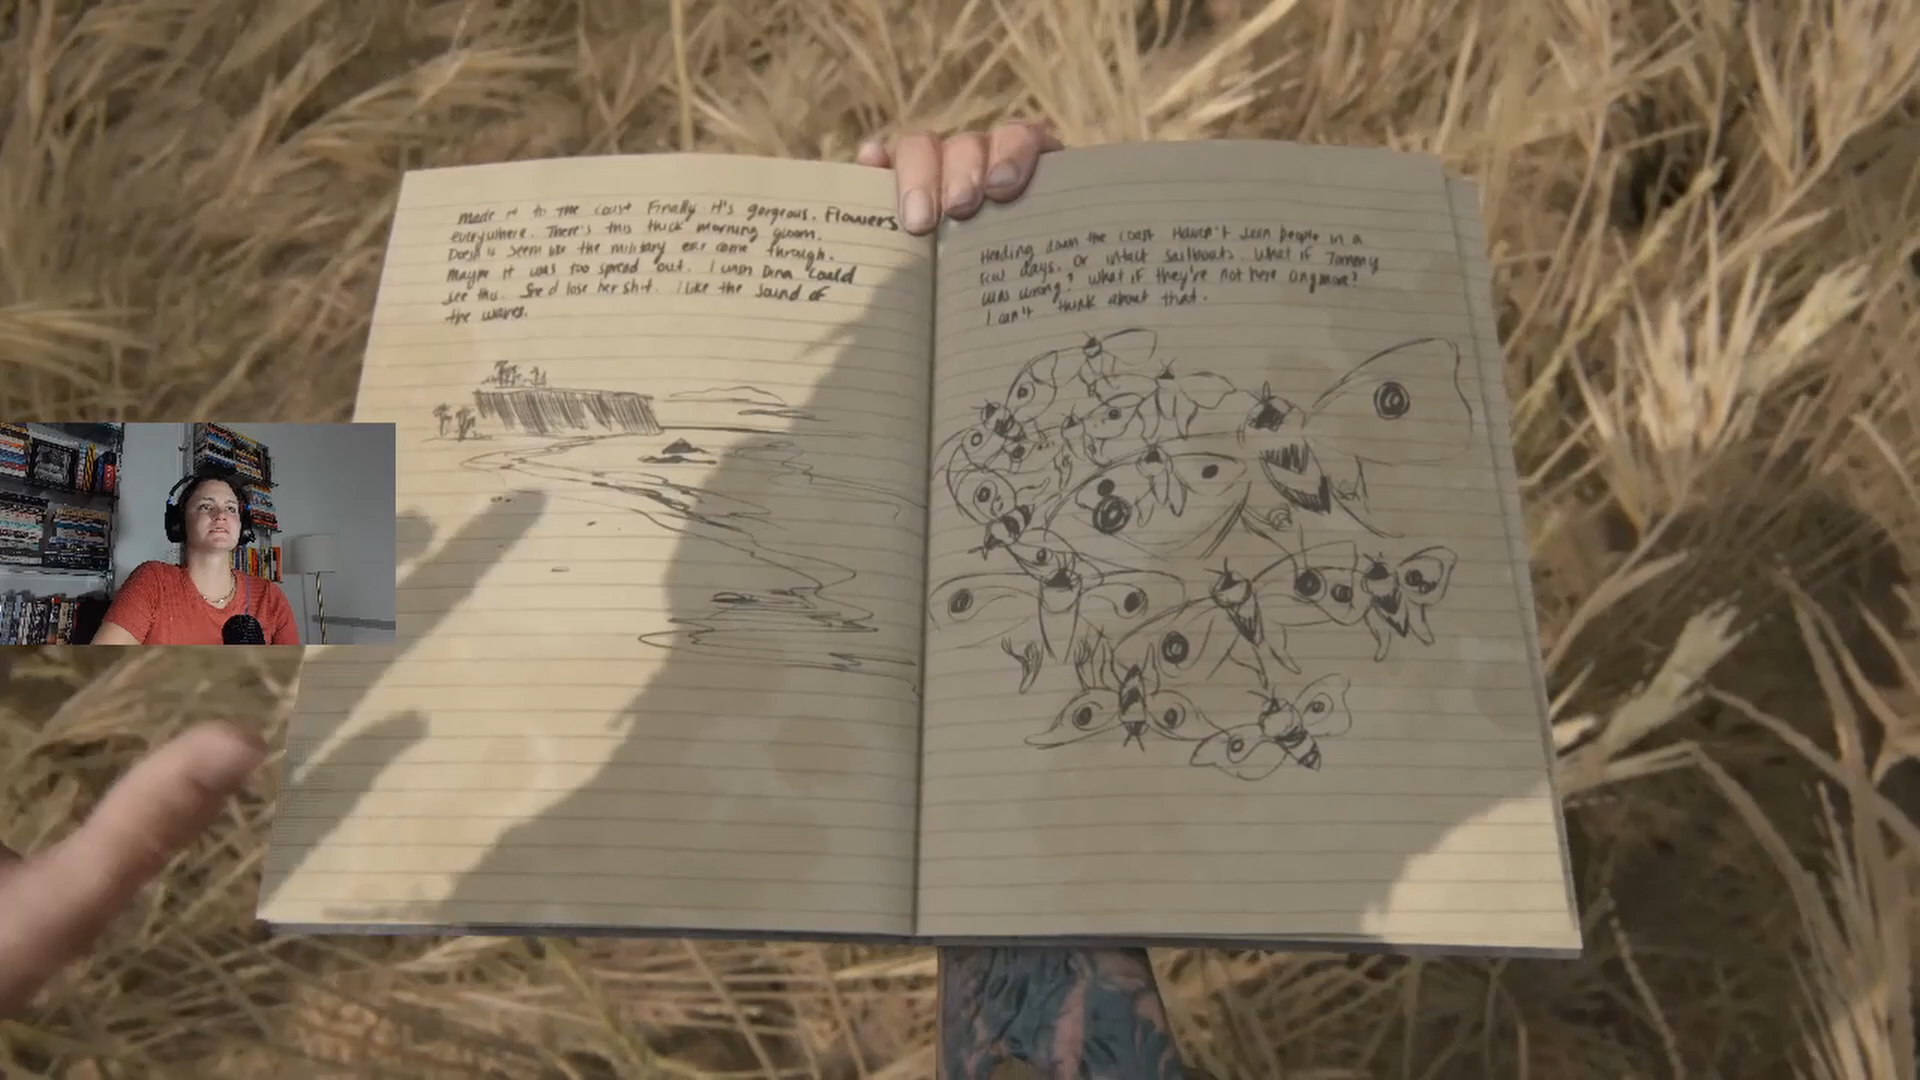 Made it to the coast Finally. It's gorgeous. Flowers
everywhere. There's this thick morning gloom.
Doesn't seem like the military ever came through.
Maybe it was too spread out. I wish Dina could
see this. She'd lose her shit. I like the sound of
the waves.
Heading down the coast Haven't seen people in a
few days. Or intact sailboats. What if Tommy
was wrong? What if they're not here anymore?
I can't think about that.